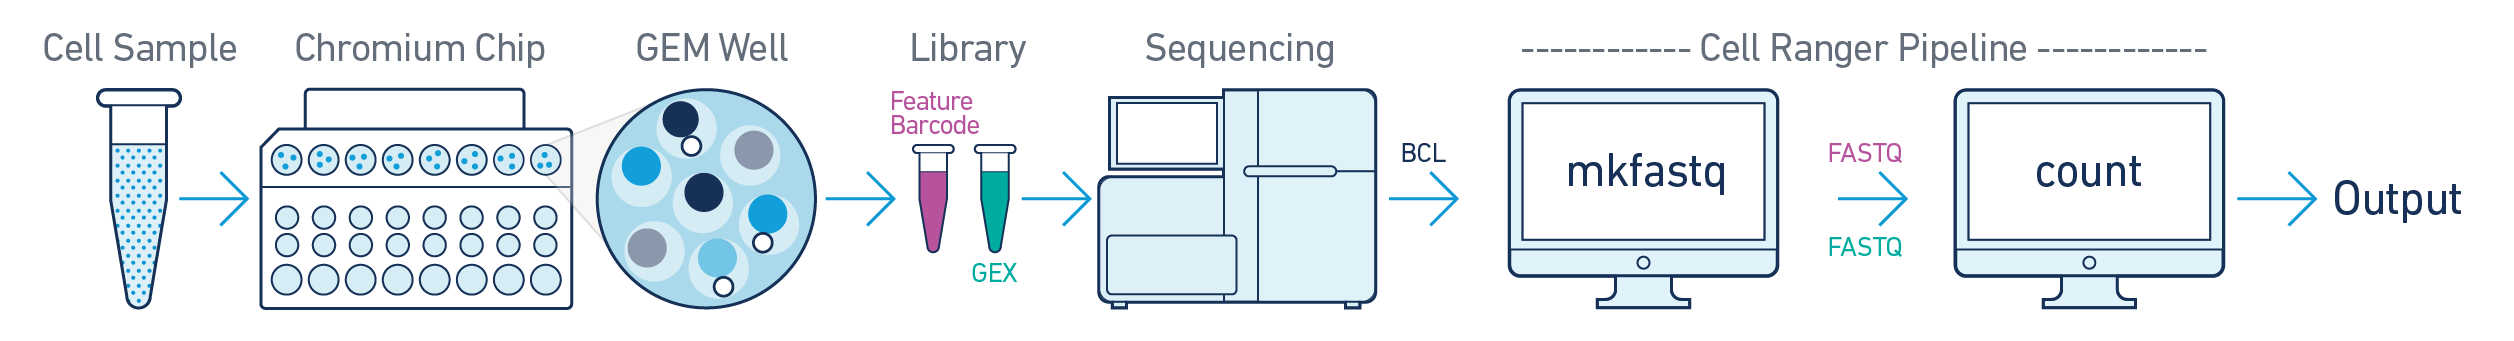 Cell Sample
Chromium Chip
GEM Well
Library
Sequencing
Cell Ranger Pipeline
Feature
Barcode
GEX
BCL
mkfastq
FASTQ
FASTQ
count
Output